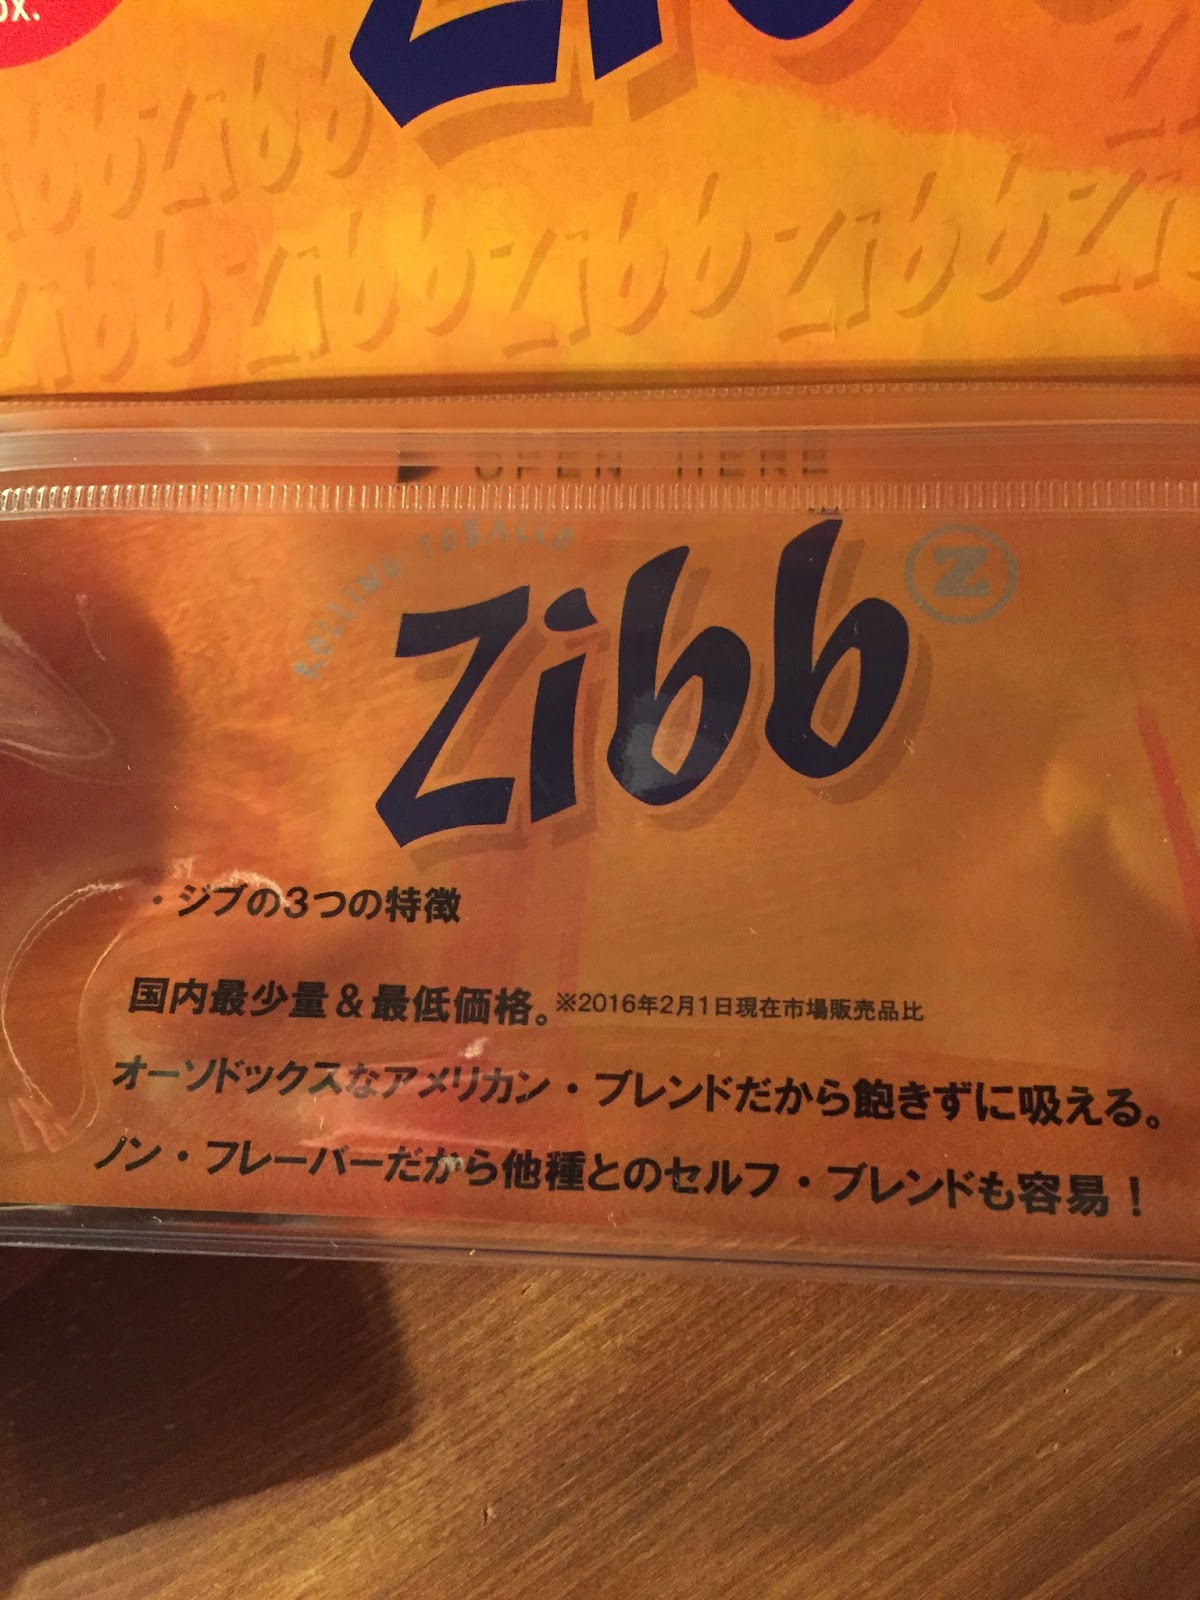 ox.
Zibb
OPEN HERE
ROLLING TOBACCO
Zibb
Z
・ジブの3つの特徴
国内最少量＆最低価格。※2016年2月1日現在市場販売品比
オーソドックスなアメリカン・ブレンドだから飽きずに吸える。
ノン・フレーバーだから他種とのセルフ・ブレンドも容易！